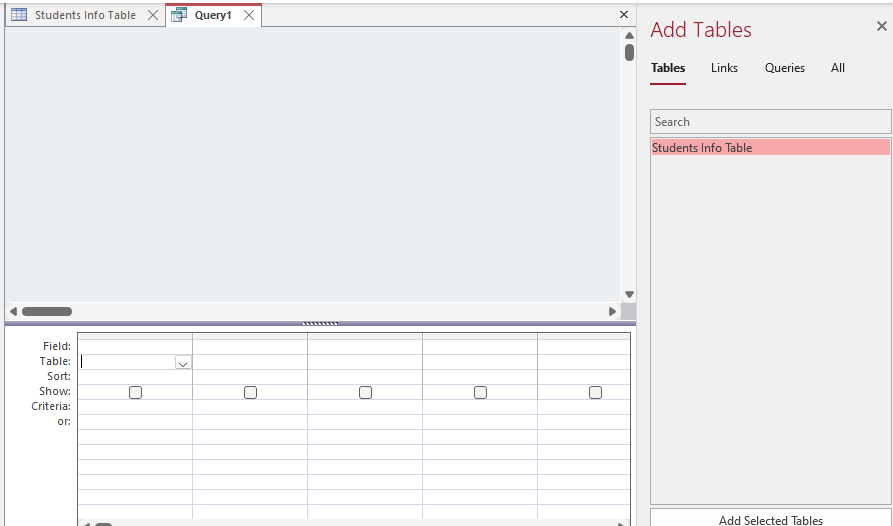 Students Info Table
Query1
Add Tables
Tables
Links
Queries
All
Search
Students Info Table
Field:
Table:
Sort:
Show:
Criteria:
or:
Add Selected Tables